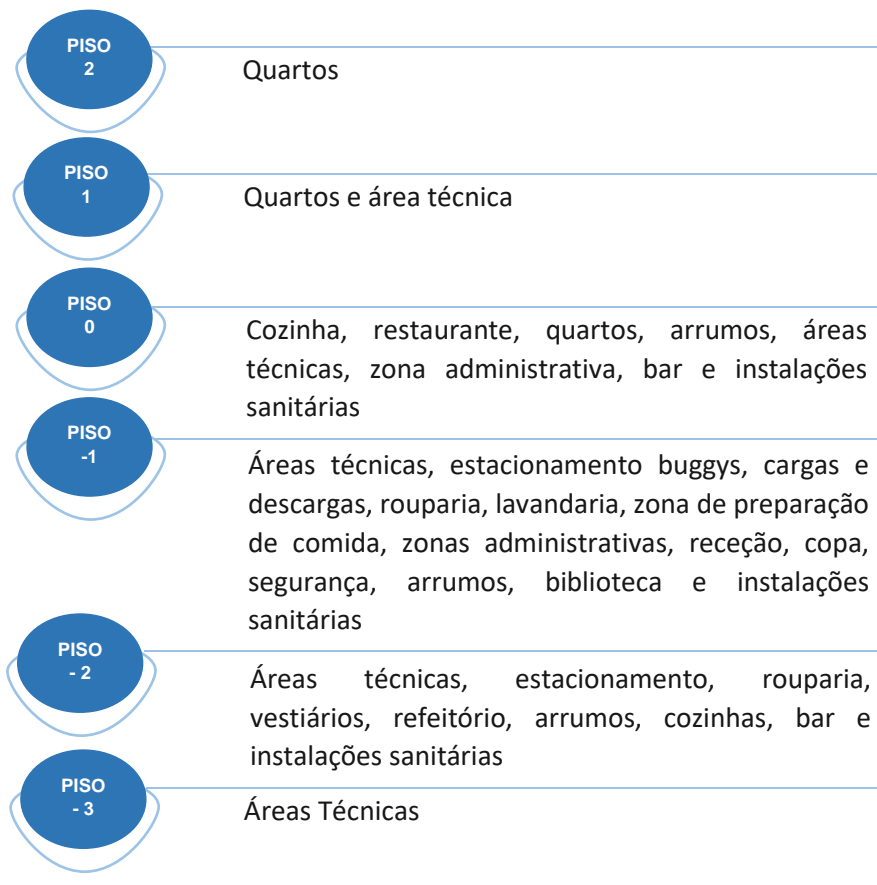 PISO
2
Quartos
PISO
1
Quartos e área técnica
PISO
0
Cozinha, restaurante, quartos, arrumos, áreas
técnicas, zona administrativa, bar e instalações
sanitárias
PISO
-1
Áreas técnicas, estacionamento buggys, cargas e
descargas, rouparia, lavandaria, zona de preparação
de comida, zonas administrativas, receção, copa,
segurança, arrumos, biblioteca e instalações
sanitárias
PISO
- 2
Áreas técnicas, estacionamento, rouparia,
vestiários, refeitório, arrumos, cozinhas, bar e
instalações sanitárias
PISO
- 3
Áreas Técnicas